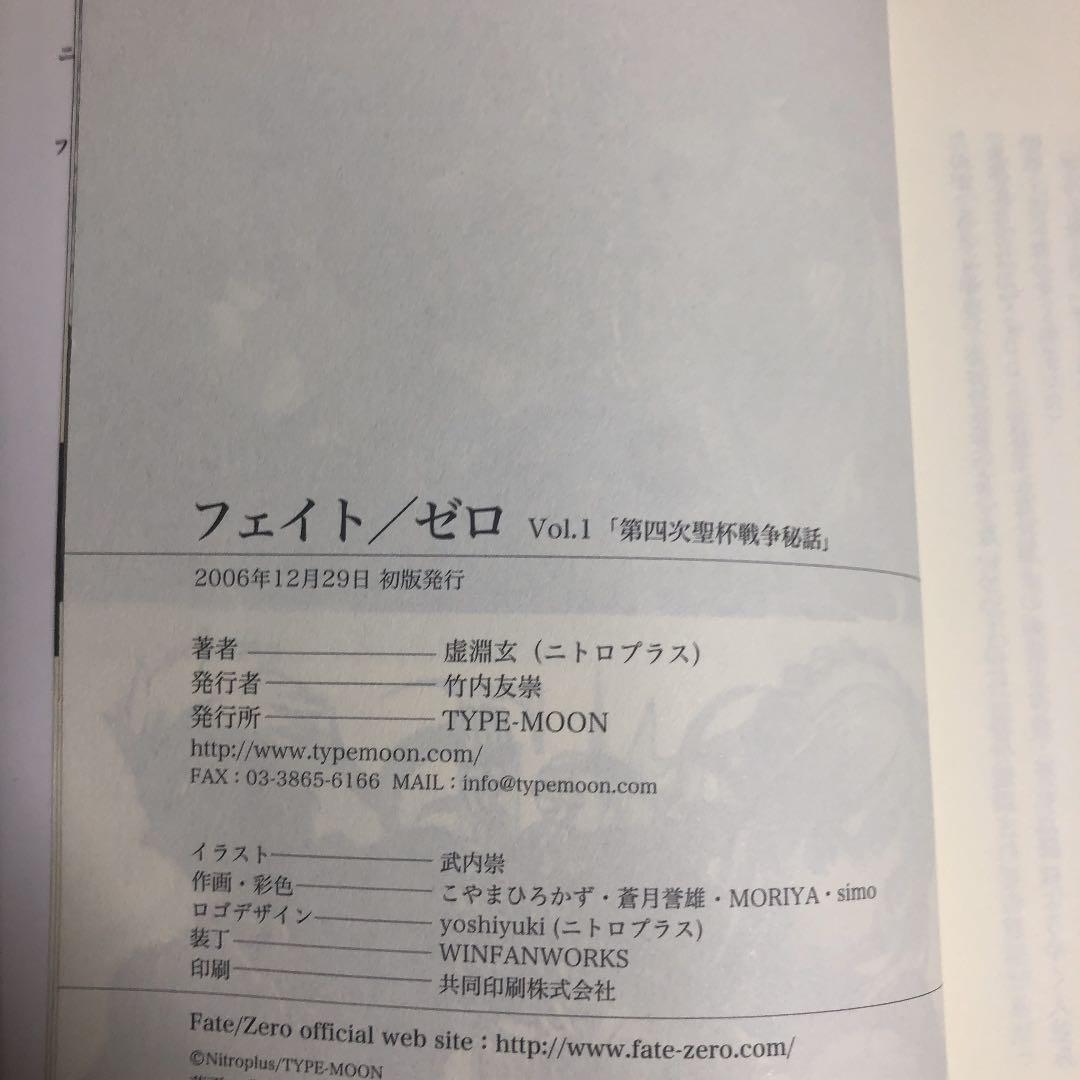 フェイト／ゼロ Vol.1「第四次聖杯戦争秘話」
2006年12月29日 初版発行
著者 虚淵玄（ニトロプラス）
発行者 竹内友崇
発行所 TYPE-MOON
http://www.typemoon.com/
FAX：03-3865-6166 MAIL：info@typemoon.com
イラスト 武内崇
作画・彩色 こやまひろかず・蒼月誉雄・MORIYA・simo
ロゴデザイン yoshiyuki (ニトロプラス)
装丁 WINFANWORKS
印刷 共同印刷株式会社
Fate/Zero official web site：http://www.fate-zero.com/
©Nitroplus/TYPE-MOON